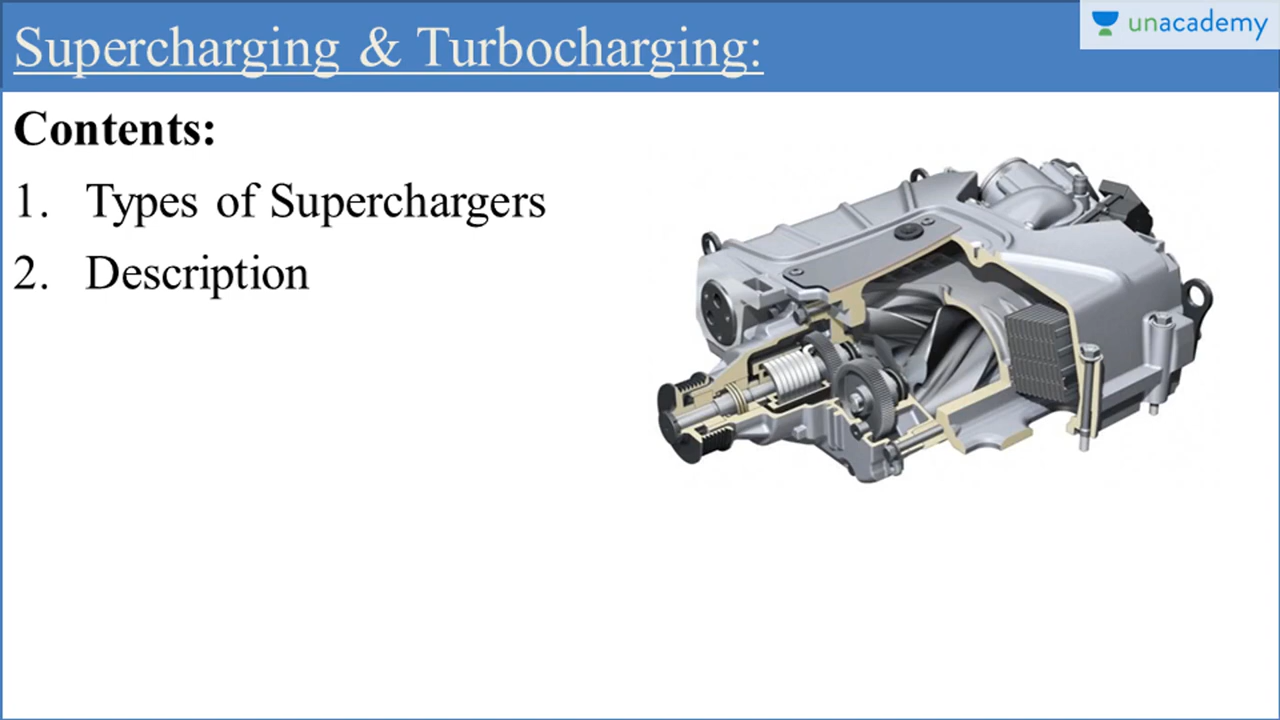 Supercharging & Turbocharging:
unacademy
Contents:
1. Types of Superchargers
2. Description